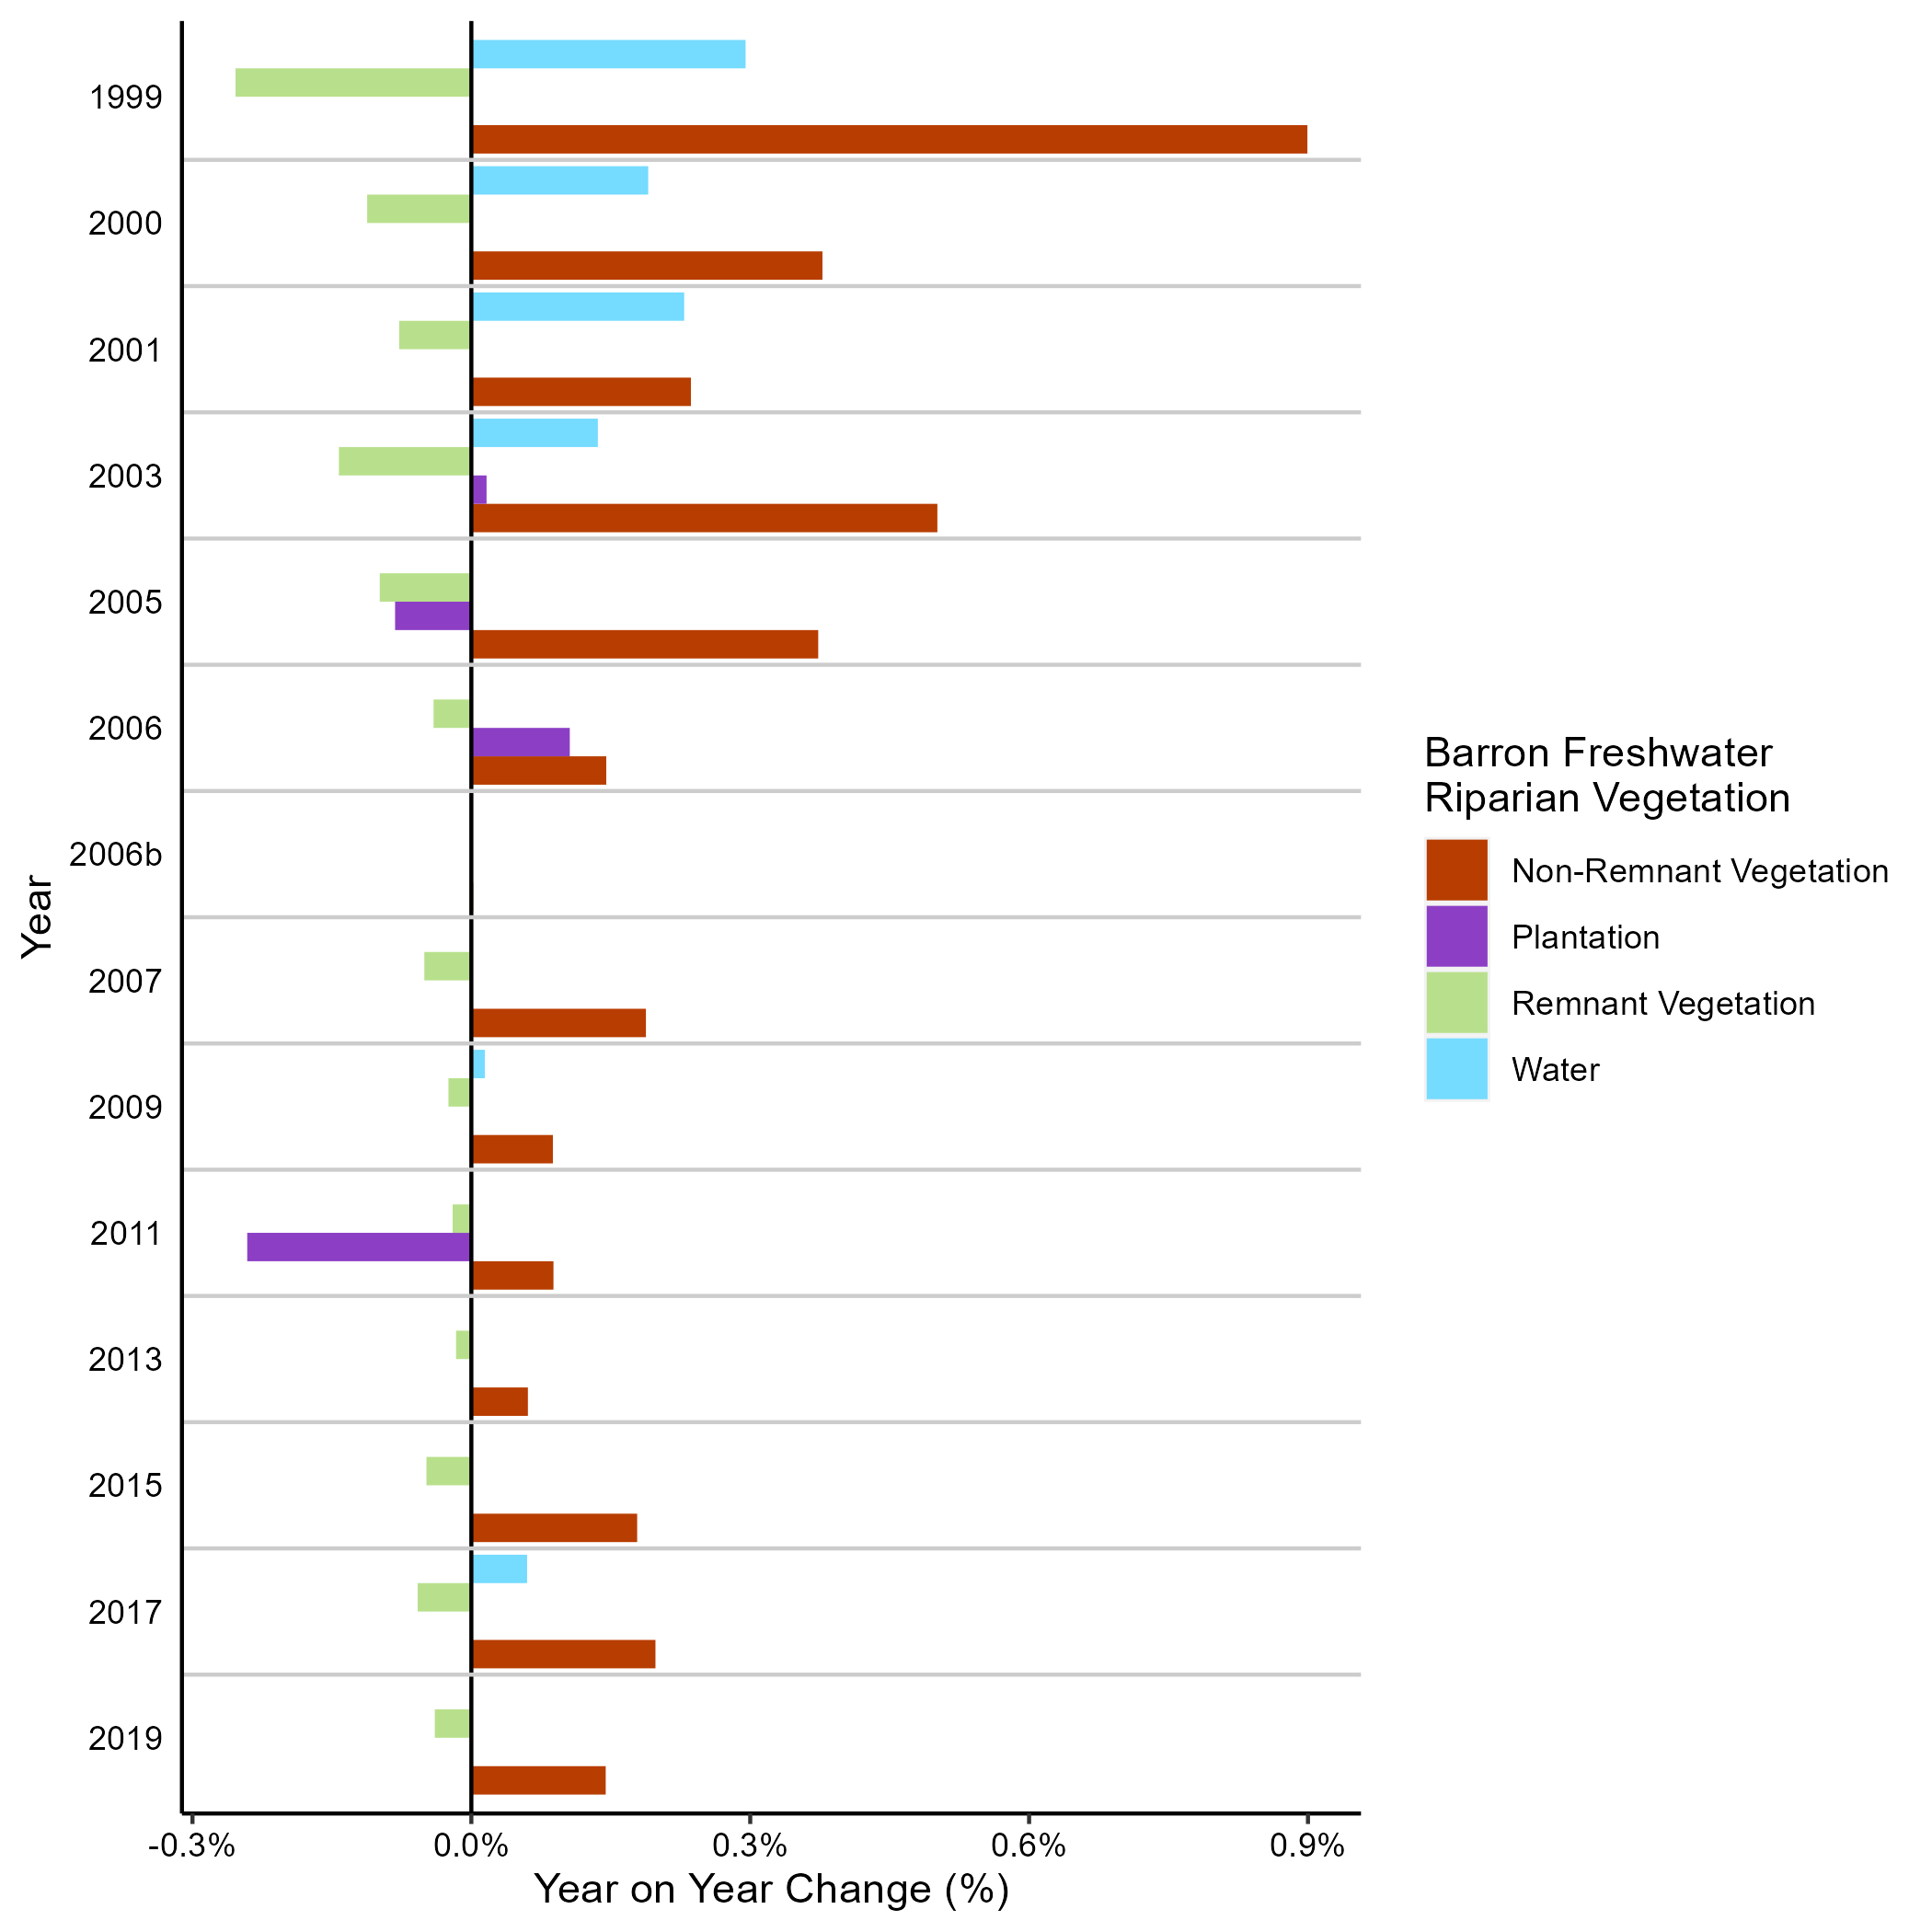 1999
2000
2001
2003
2005
2006
2006b
2007
2009
2011
2013
2015
2017
2019
Year
-0.3%
0.0%
0.3%
0.6%
0.9%
Year on Year Change (%)
Barron Freshwater
Riparian Vegetation
Non-Remnant Vegetation
Plantation
Remnant Vegetation
Water